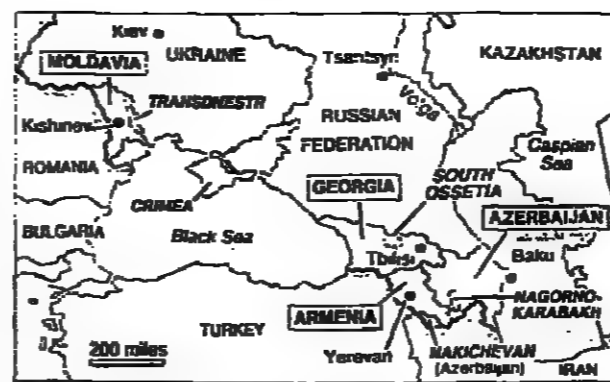 Kiev
UKRAINE
MOLDAVIA
TRANSDNESTR
Kishinev
ROMANIA
CRIMEA
BULGARIA
Black Sea
Tsaritsyn
Volga
KAZAKHSTAN
RUSSIAN
FEDERATION
Caspian
Sea
SOUTH
OSSETIA
GEORGIA
AZERBAIJAN
Tbilisi
Baku
NAGORNO-
KARABAKH
ARMENIA
TURKEY
200 miles
Yerevan
NAKICHEVAN
(Azerbaijan)
IRAN